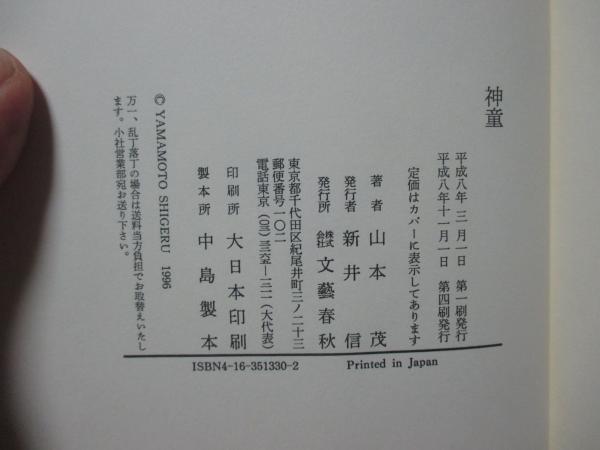 神童
平成八年 三月一日 第一刷発行
平成八年十一月一日 第四刷発行
定価はカバーに表示してあります
著者 山本 茂
発行者 新井 信
発行所 株式会社 文藝春秋
東京都千代田区紀尾井町三ノ二十三
郵便番号一〇二
電話東京(〇三)三二六五―一二一一(大代表)
印刷所 大日本印刷
製本所 中島製本
© YAMAMOTO SHIGERU 1996
万一、乱丁落丁の場合は送料当方負担でお取替えいたし
ます。小社営業部宛お送り下さい。
ISBN4-16-351330-2 Printed in Japan